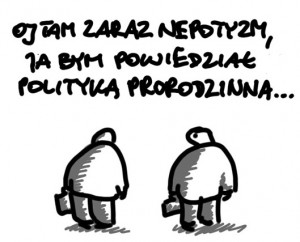 OJ TAM ZARAZ NEPOTYZM,
JA BYM POWIEDZIAŁ
POLITYKA PRORODZINNA...